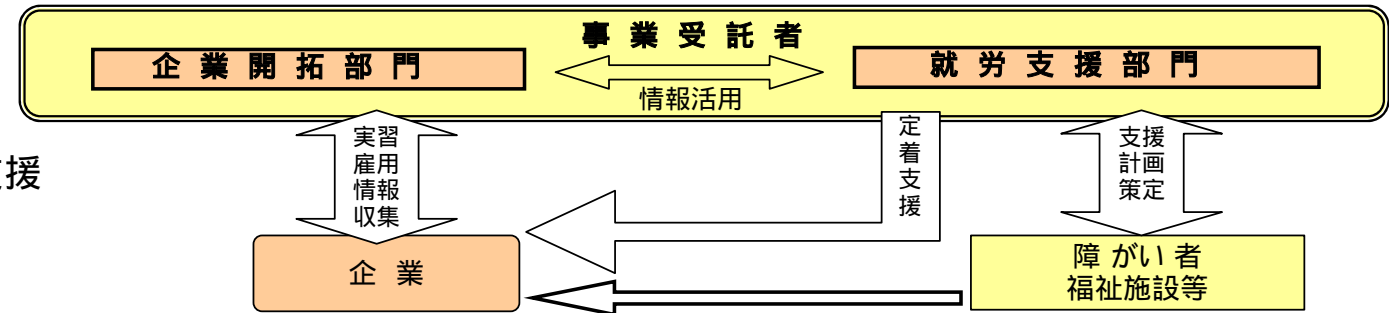 事業受託者
企業開拓部門
就労支援部門
情報活用
実習
雇用
情報
収集
定着支援
支援
計画
策定
援
企業
障がい者
福祉施設等